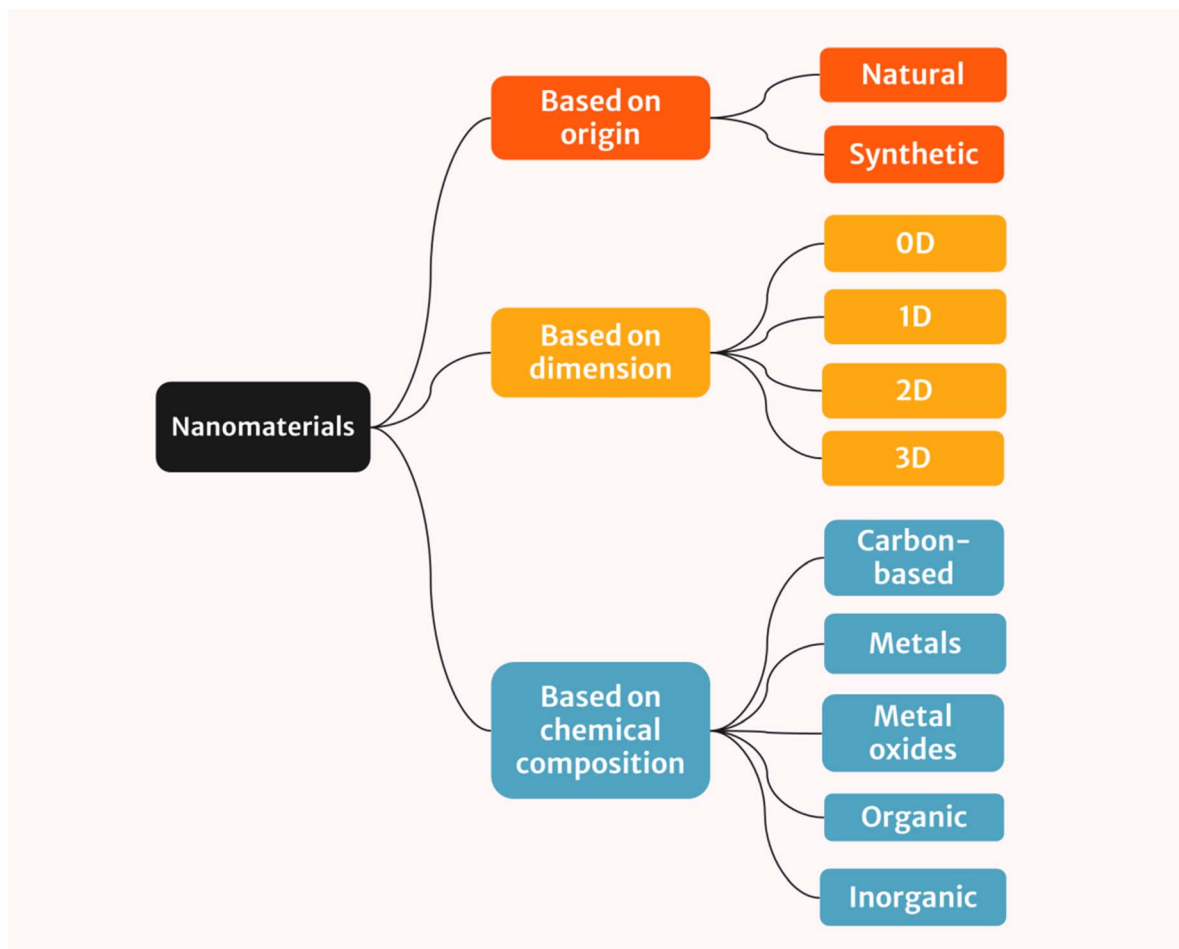 Nanomaterials
Based on
origin
Natural
Synthetic
Based on
dimension
0D
1D
2D
3D
Based on
chemical
composition
Carbon-
based
Metals
Metal
oxides
Organic
Inorganic